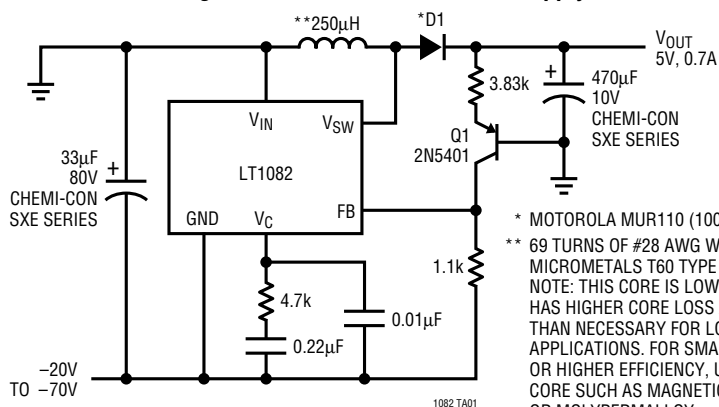 **250µH
*D1
VOUT
5V, 0.7A
3.83k
+
470µF
10V
CHEMI-CON
SXE SERIES
VIN
VSW
Q1
2N5401
LT1082
33µF
80V
CHEMI-CON
SXE SERIES
+
GND
VC
FB
1.1k
4.7k
0.01µF
0.22µF
–20V
TO –70V
* MOTOROLA MUR110 (100
** 69 TURNS OF #28 AWG W
MICROMETALS T60 TYPE
NOTE: THIS CORE IS LOW
HAS HIGHER CORE LOSS
THAN NECESSARY FOR LO
APPLICATIONS. FOR SMA
OR HIGHER EFFICIENCY, U
CORE SUCH AS MAGNETIC
OR MOLYPERMALLOY
1082 TA01